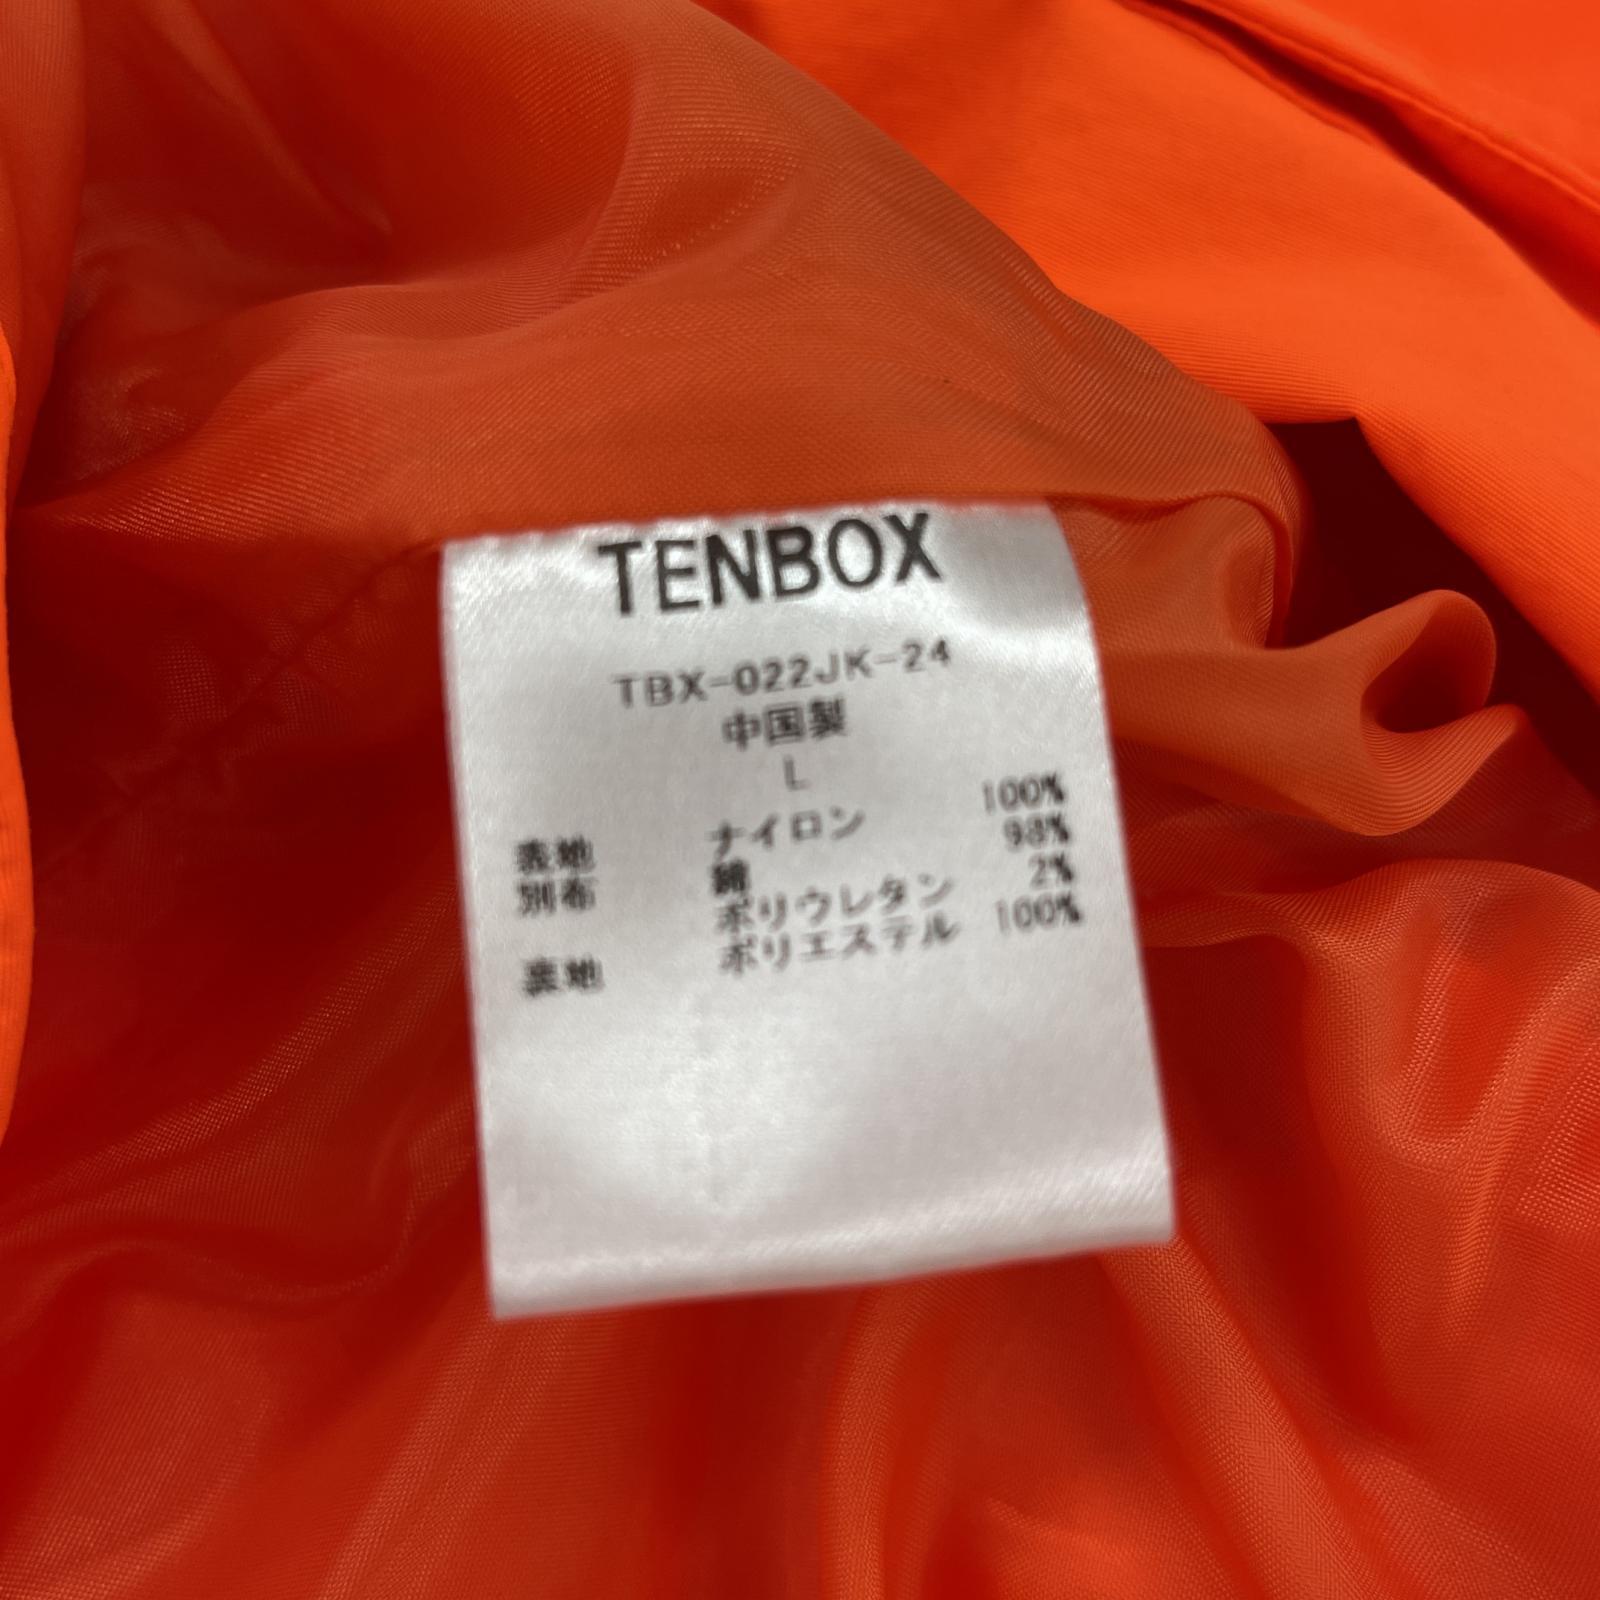 TENBOX
TBX-022JK-24
中国製
L
表地 ナイロン 100%
別布 綿 98%
ポリウレタン 2%
裏地 ポリエステル 100%